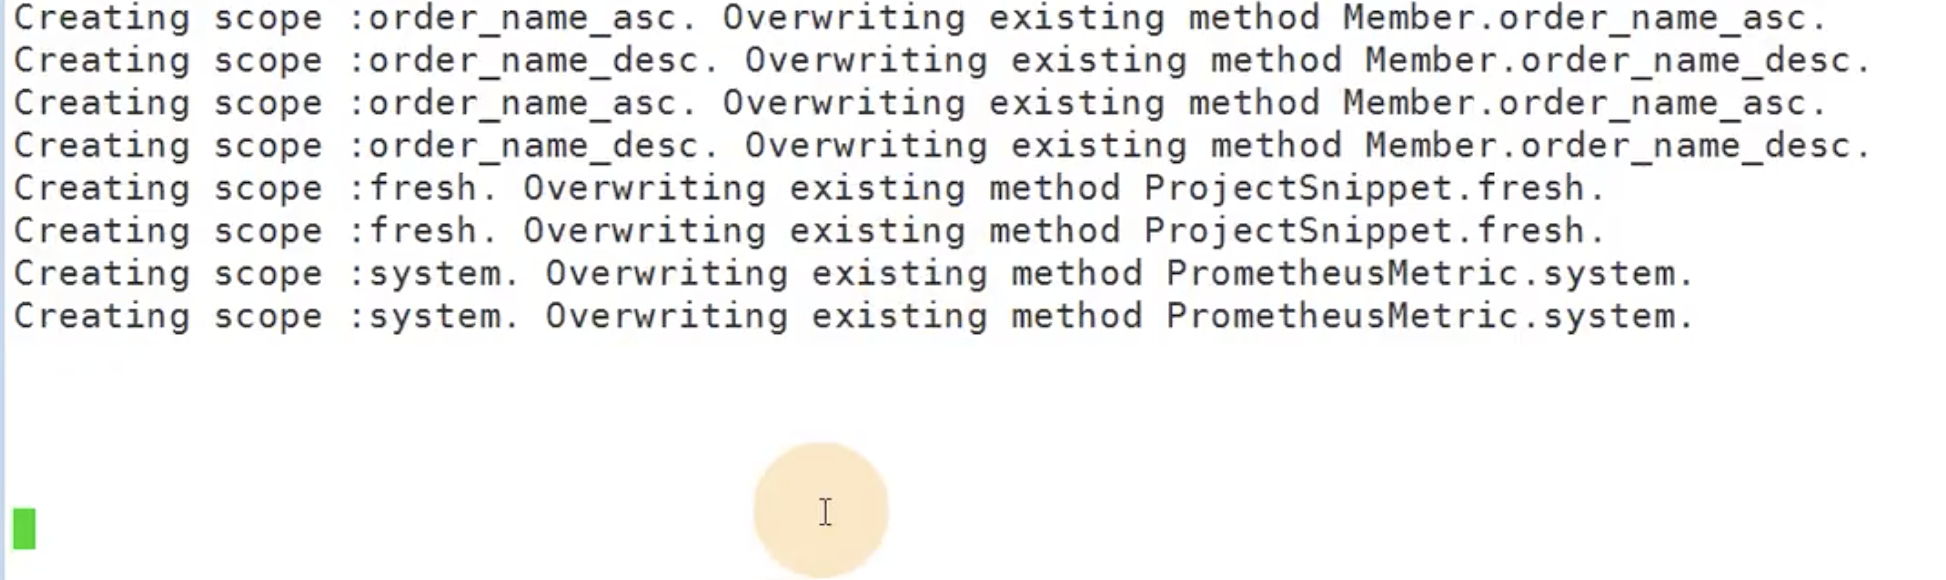 Creating scope :order_name_asc. Overwriting existing method Member.order_name_asc.
Creating scope :order_name_desc. Overwriting existing method Member.order_name_desc.
Creating scope :order_name_asc. Overwriting existing method Member.order_name_asc.
Creating scope :order_name_desc. Overwriting existing method Member.order_name_desc.
Creating scope :fresh. Overwriting existing method ProjectSnippet.fresh.
Creating scope :fresh. Overwriting existing method ProjectSnippet.fresh.
Creating scope :system. Overwriting existing method PrometheusMetric.system.
Creating scope :system. Overwriting existing method PrometheusMetric.system.